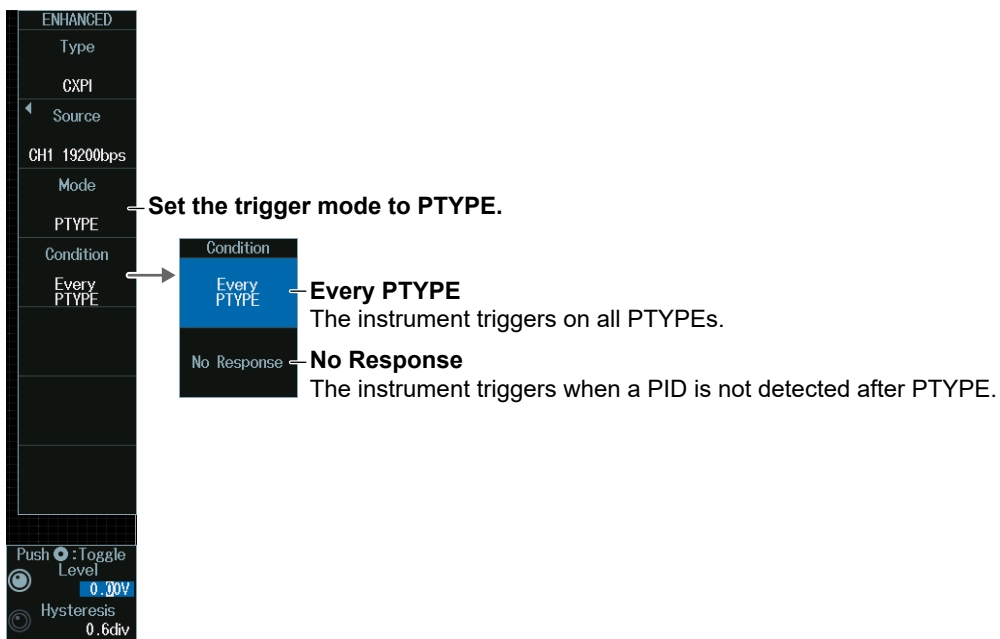 ENHANCED
Type
CXPI
Source
CH1 19200bps
Mode
PTYPE
Set the trigger mode to PTYPE.
Condition
Every
PTYPE
Condition
Every
PTYPE
Every PTYPE
The instrument triggers on all PTYPEs.
No Response
No Response
The instrument triggers when a PID is not detected after PTYPE.
Push :Toggle
Level
0.00V
Hysteresis
0.6div